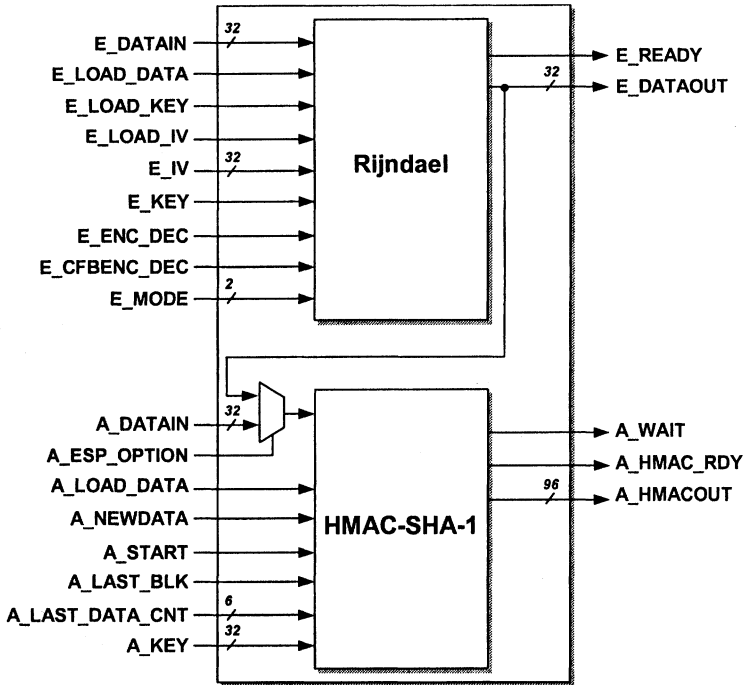 32
E_DATAIN
E_LOAD_DATA
E_LOAD_KEY
E_LOAD_IV
32
E_IV
E_KEY
E_ENC_DEC
E_CFBENC_DEC
2
E_MODE
Rijndael
E_READY
32
E_DATAOUT
32
A_DATAIN
A_ESP_OPTION
A_LOAD_DATA
A_NEWDATA
A_START
A_LAST_BLK
6
A_LAST_DATA_CNT
32
A_KEY
HMAC-SHA-1
A_WAIT
A_HMAC_RDY
96
A_HMACOUT